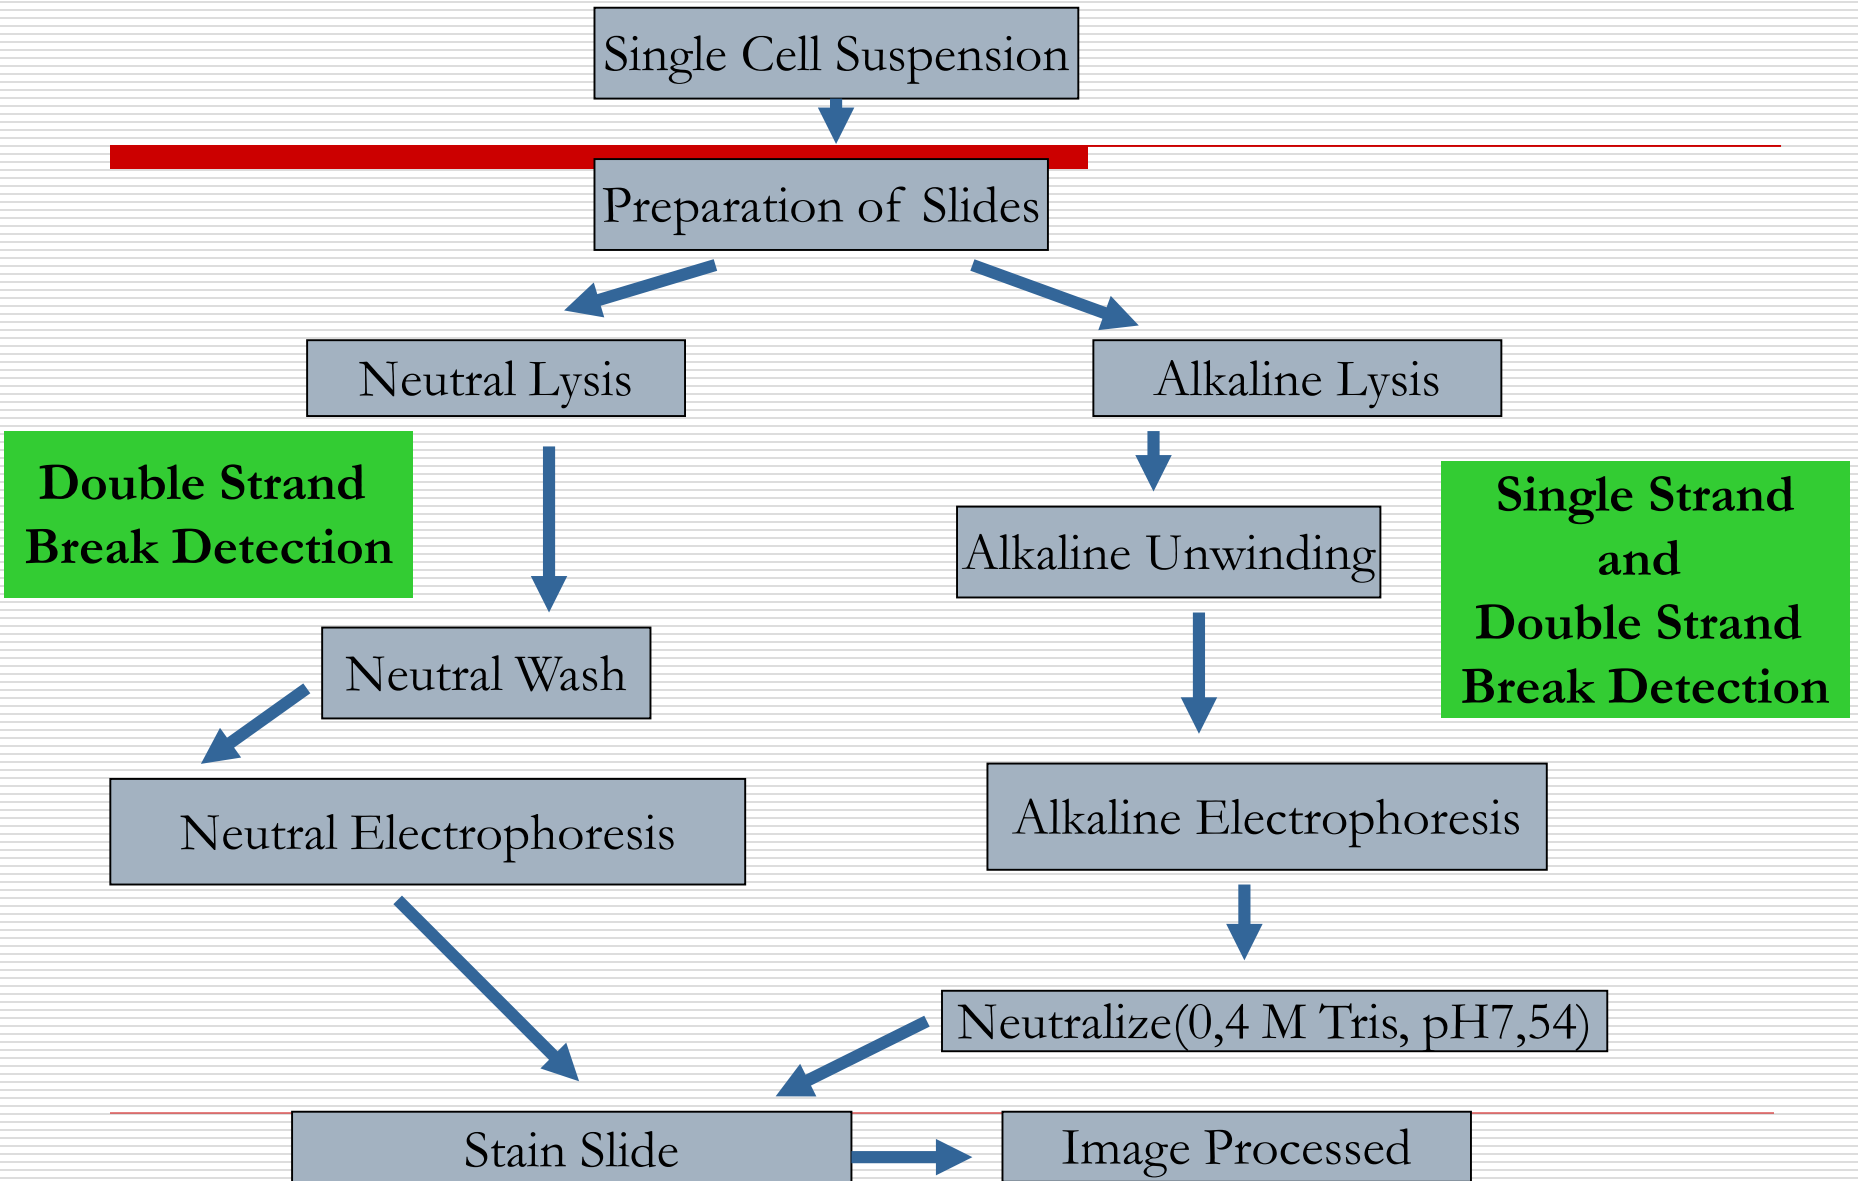 Single Cell Suspension
Preparation of Slides
Neutral Lysis
Alkaline Lysis
Double Strand
Break Detection
Alkaline Unwinding
Single Strand
and
Double Strand
Break Detection
Neutral Wash
Neutral Electrophoresis
Alkaline Electrophoresis
Neutralize(0,4 M Tris, pH7,54)
Stain Slide
Image Processed